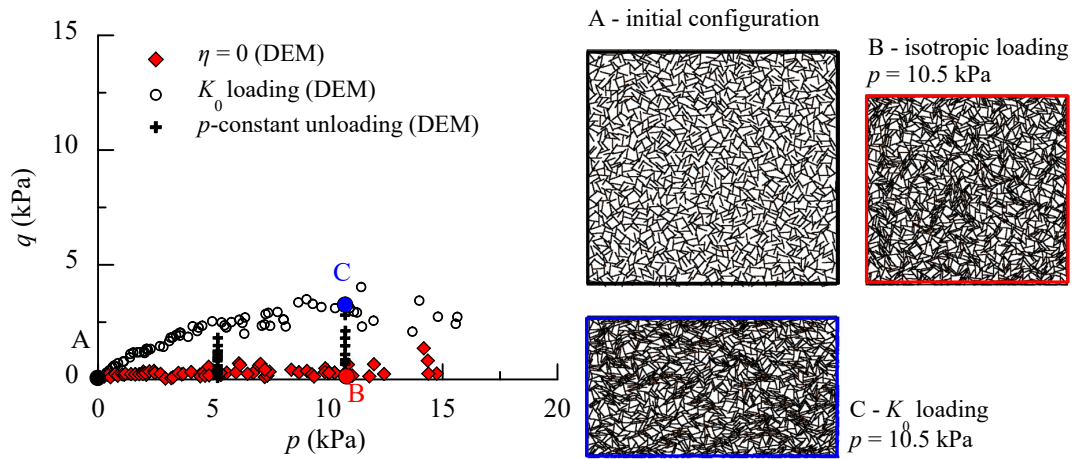 15
10
5
0
q (kPa)
η = 0 (DEM)
K0 loading (DEM)
p-constant unloading (DEM)
A
C
B
0
5
10
15
20
p (kPa)
A - initial configuration
B - isotropic loading
p = 10.5 kPa
C - K0 loading
p = 10.5 kPa